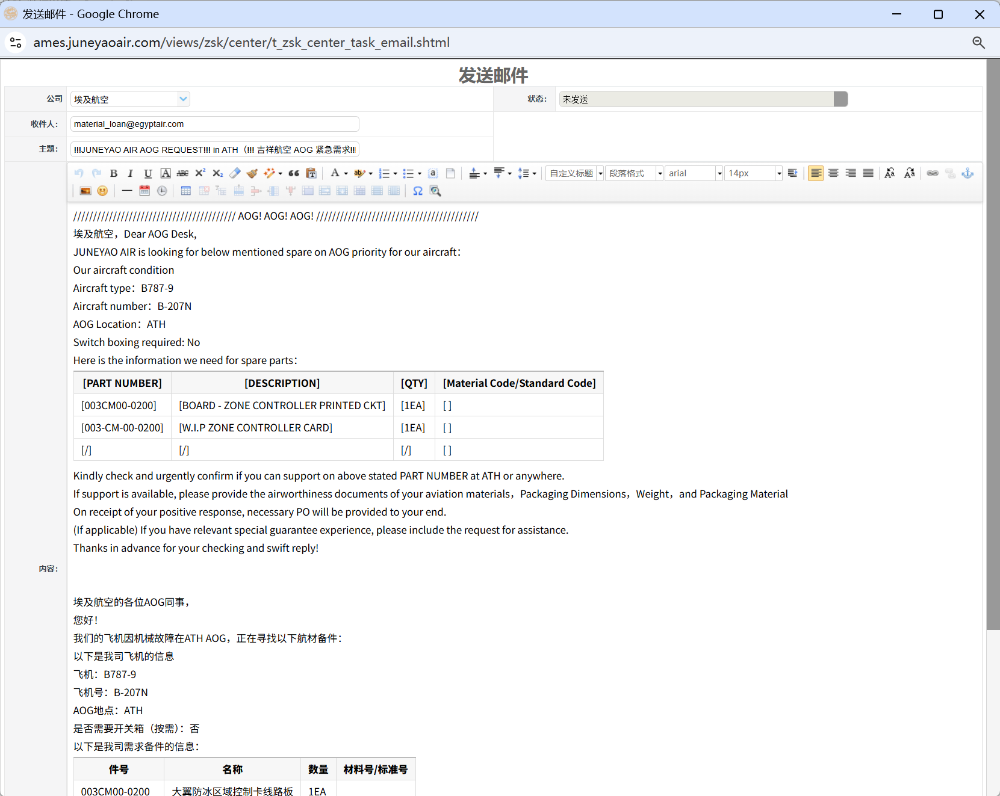 发送邮件 - Google Chrome
ames.juneyaoair.com/views/zsk/center/t_zsk_center_task_email.shtml
发送邮件
公司 埃及航空 状态： 未发送
收件人： material_loan@egyptair.com
主题： !!!JUNEYAO AIR AOG REQUEST!!! in ATH（!!! 吉祥航空 AOG 紧急需求!!!
自定义标题 段落格式 arial 14px
内容：
//////////////////////////////////////// AOG! AOG! AOG! ////////////////////////////////////////
埃及航空，Dear AOG Desk,
JUNEYAO AIR is looking for below mentioned spare on AOG priority for our aircraft：
Our aircraft condition
Aircraft type：B787-9
Aircraft number：B-207N
AOG Location：ATH
Switch boxing required: No
Here is the information we need for spare parts：
[PART NUMBER] [DESCRIPTION] [QTY] [Material Code/Standard Code]
[003CM00-0200] [BOARD - ZONE CONTROLLER PRINTED CKT] [1EA] [ ]
[003-CM-00-0200] [W.I.P ZONE CONTROLLER CARD] [1EA] [ ]
[/] [/] [/] [ ]
Kindly check and urgently confirm if you can support on above stated PART NUMBER at ATH or anywhere.
If support is available, please provide the airworthiness documents of your aviation materials，Packaging Dimensions，Weight，and Packaging Material
On receipt of your positive response, necessary PO will be provided to your end.
(If applicable) If you have relevant special guarantee experience, please include the request for assistance.
Thanks in advance for your checking and swift reply!
埃及航空的各位AOG同事，
您好！
我们的飞机因机械故障在ATH AOG，正在寻找以下航材备件：
以下是我司飞机的信息
飞机：B787-9
飞机号：B-207N
AOG地点：ATH
是否需要开关箱（按需）：否
以下是我司需求备件的信息：
件号 名称 数量 材料号/标准号
003CM00-0200 大翼防冰区域控制卡线路板 1EA